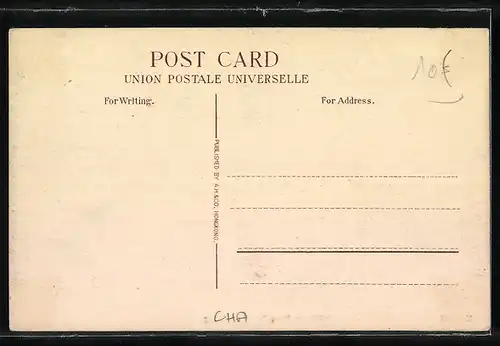 POST CARD
UNION POSTALE UNIVERSELLE
10€
For Writing.
For Address.
PUBLISHED BY A.H.&CO., HONGKONG.
CHA